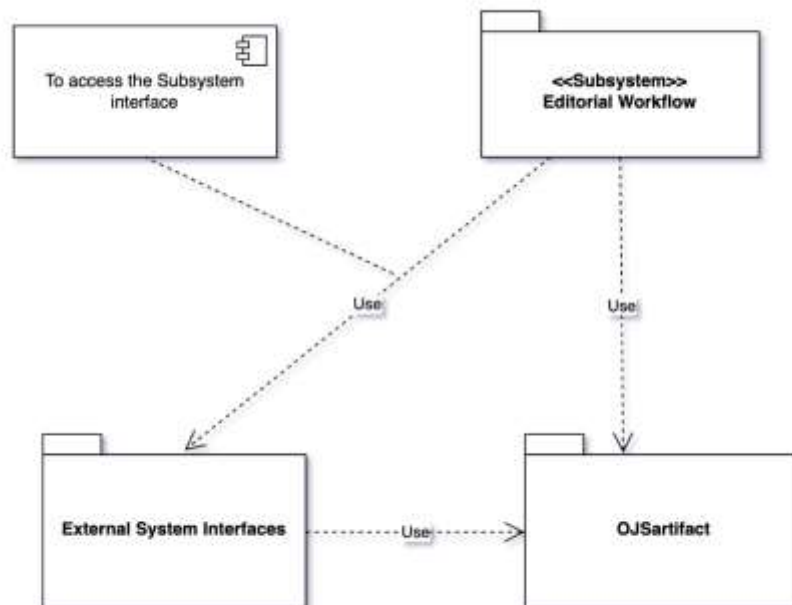 To access the Subsystem
interface
<<Subsystem>>
Editorial Workflow
Use
Use
External System Interfaces
Use
OJSartifact